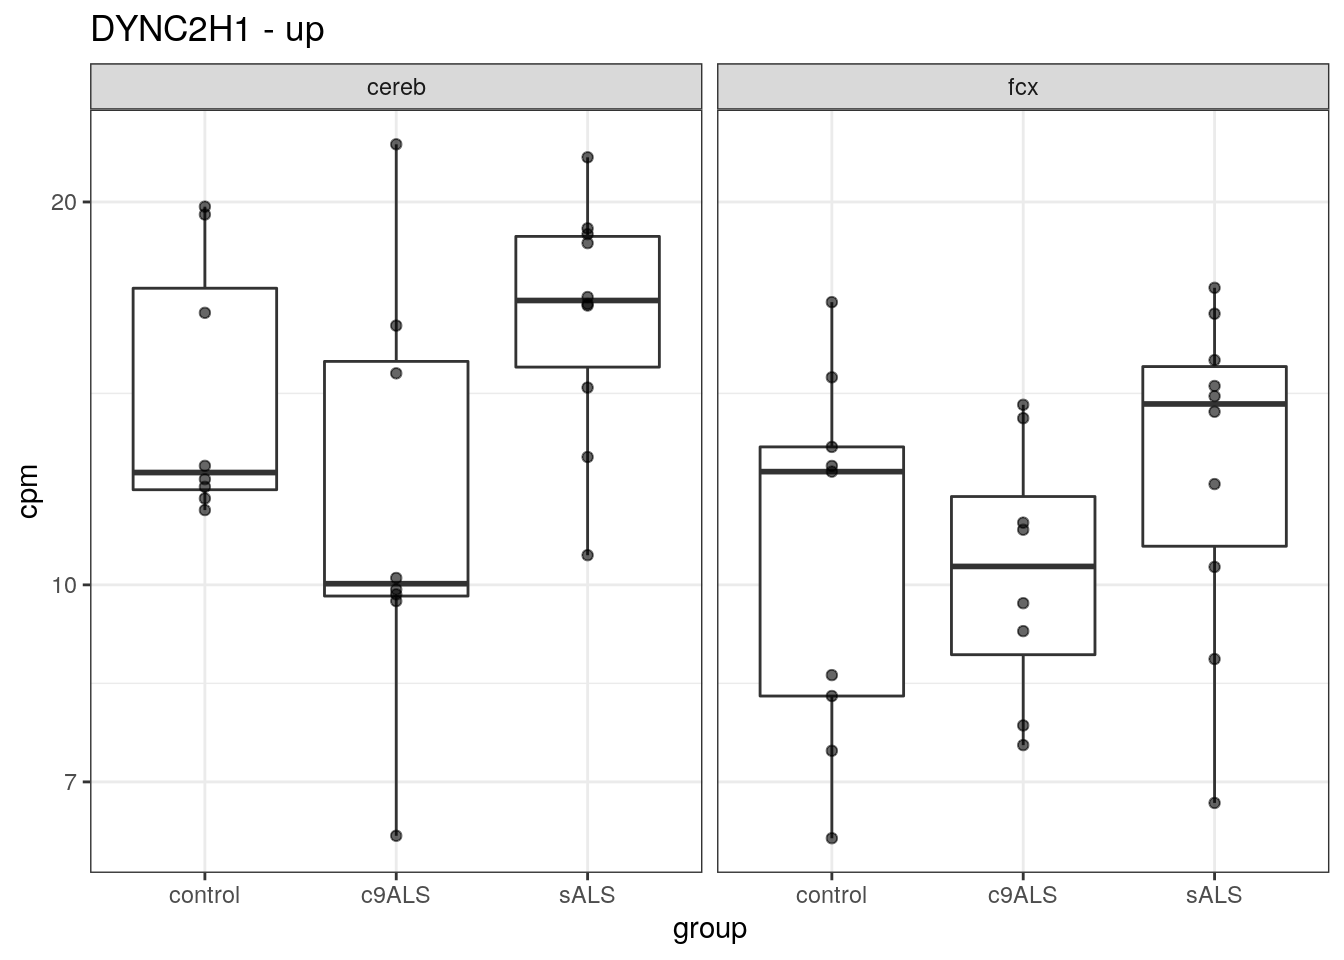 DYNC2H1 - up
cereb
fcx
20
10
7
cpm
control
c9ALS
sALS
control
c9ALS
sALS
group